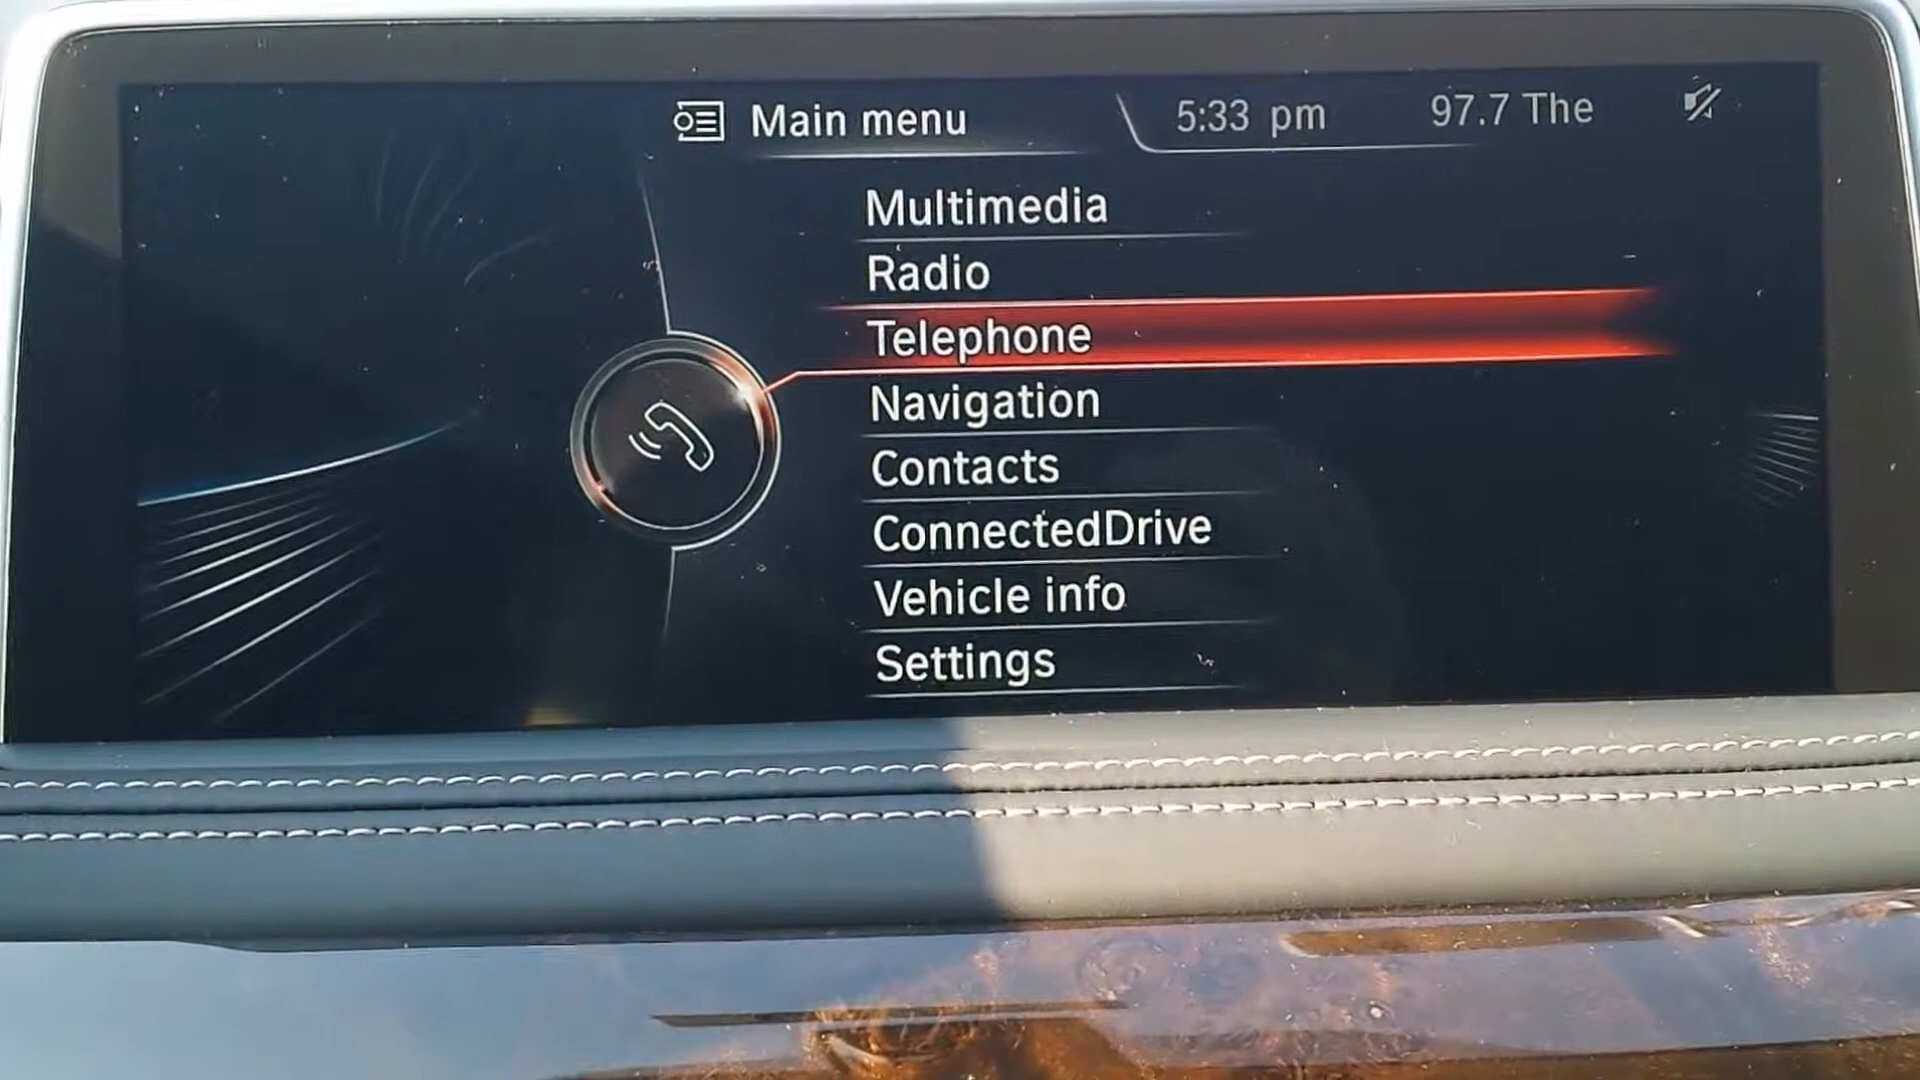 Main menu 5:33 pm 97.7 The
Multimedia
Radio
Telephone
Navigation
Contacts
ConnectedDrive
Vehicle info
Settings